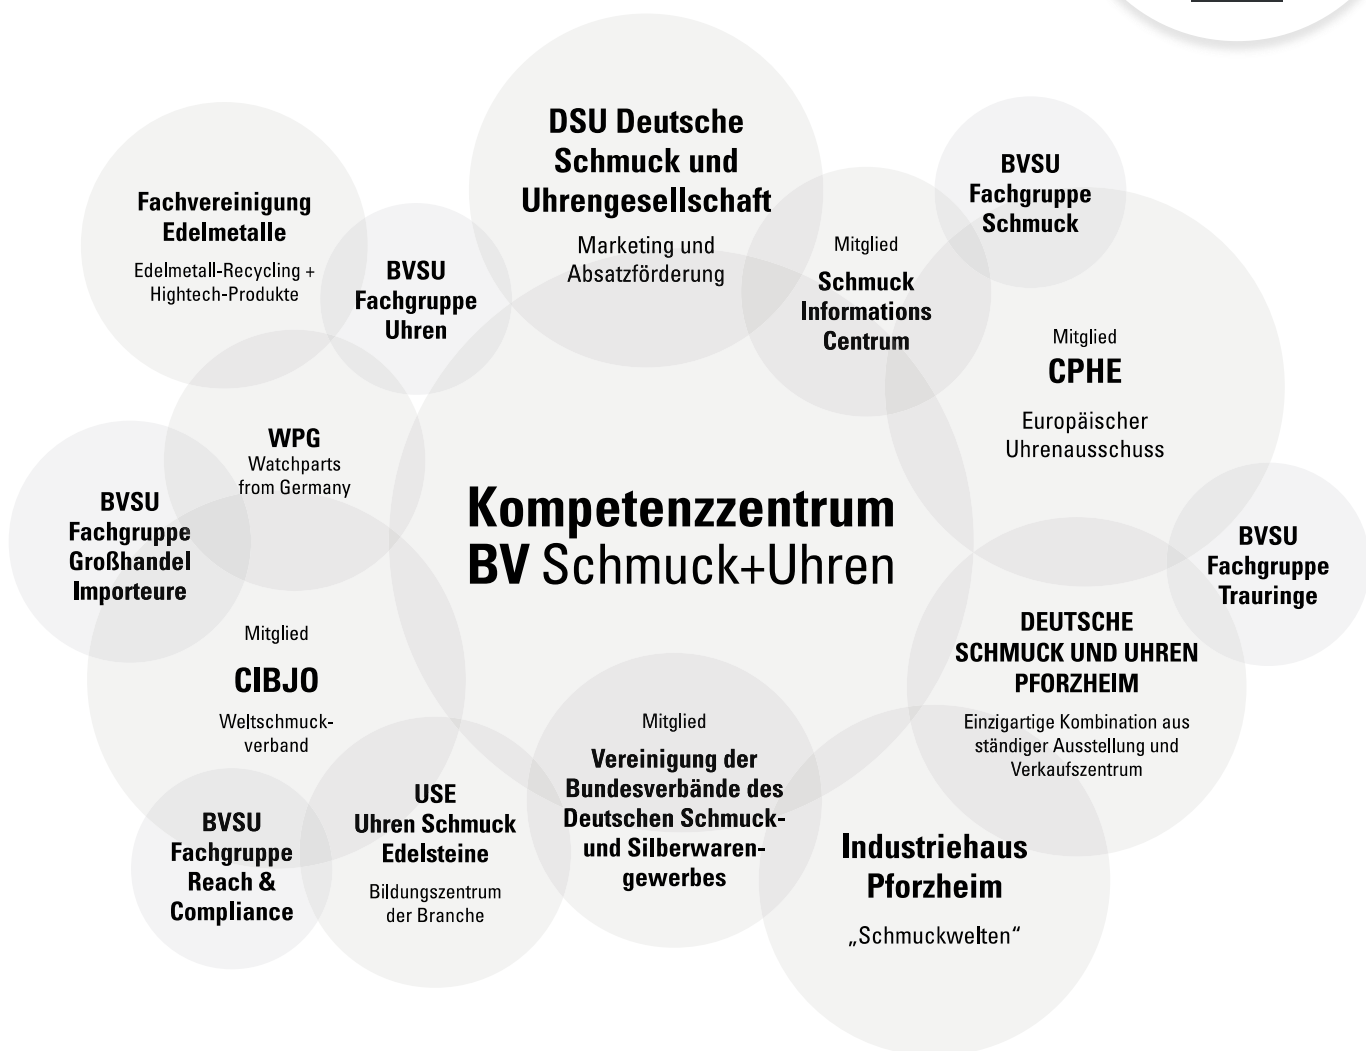 DSU Deutsche
Schmuck und
Uhrengesellschaft
Marketing und
Absatzförderung
BVSU
Fachgruppe
Schmuck
Fachvereinigung
Edelmetalle
Edelmetall-Recycling +
Hightech-Produkte
BVSU
Fachgruppe
Uhren
Mitglied
Schmuck
Informations
Centrum
Mitglied
CPHE
Europäischer
Uhrenausschuss
WPG
Watchparts
from Germany
BVSU
Fachgruppe
Großhandel
Importeure
Kompetenzzentrum
BV Schmuck+Uhren
BVSU
Fachgruppe
Trauringe
Mitglied
CIBJO
Weltschmuck-
verband
DEUTSCHE
SCHMUCK UND UHREN
PFORZHEIM
Einzigartige Kombination aus
ständiger Ausstellung und
Verkaufszentrum
BVSU
Fachgruppe
Reach &
Compliance
USE
Uhren Schmuck
Edelsteine
Bildungszentrum
der Branche
Mitglied
Vereinigung der
Bundesverbände des
Deutschen Schmuck-
und Silberwaren-
gewerbes
Industriehaus
Pforzheim
„Schmuckwelten“